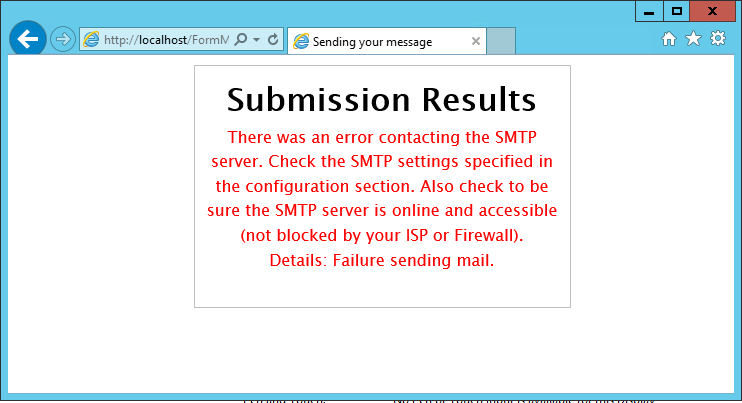 http://localhost/FormM
Sending your message
Submission Results
There was an error contacting the SMTP
server. Check the SMTP settings specified in
the configuration section. Also check to be
sure the SMTP server is online and accessible
(not blocked by your ISP or Firewall).
Details: Failure sending mail.